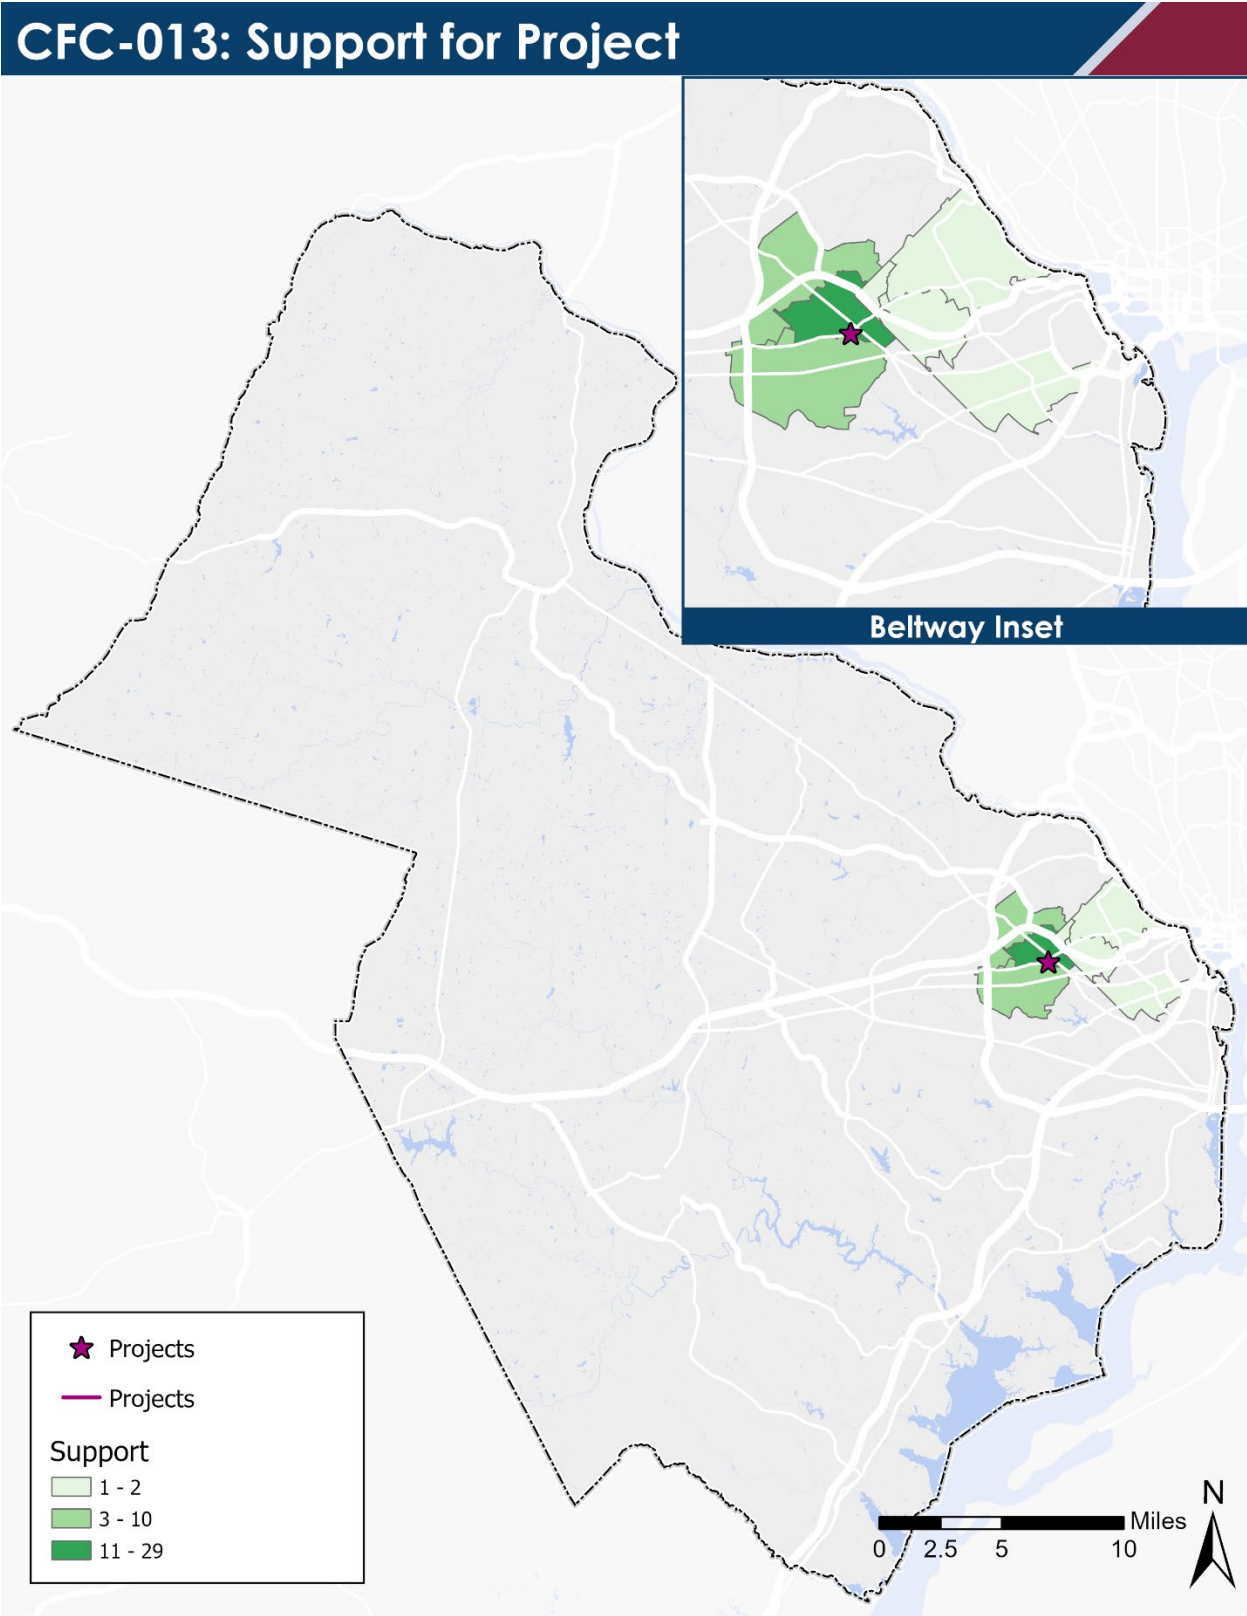 CFC-013: Support for Project
Beltway Inset
Projects
Projects
Support
1 - 2
3 - 10
11 - 29
N
Miles
0 2.5 5 10